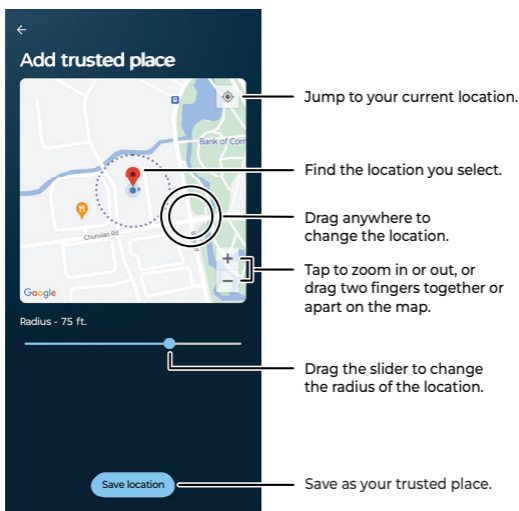 Add trusted place
Jump to your current location.
Bank of Com
Find the location you select.
Drag anywhere to
change the location.
Chunxiao Rd
Tap to zoom in or out, or
drag two fingers together or
apart on the map.
Google
Radius - 75 ft.
Drag the slider to change
the radius of the location.
Save location
Save as your trusted place.